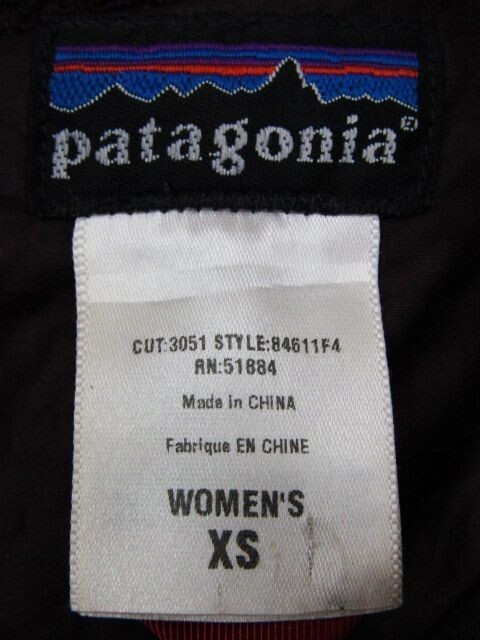 patagonia®
CUT:3051 STYLE:84611F4
RN:51884
Made in CHINA
Fabrique EN CHINE
WOMEN'S
XS